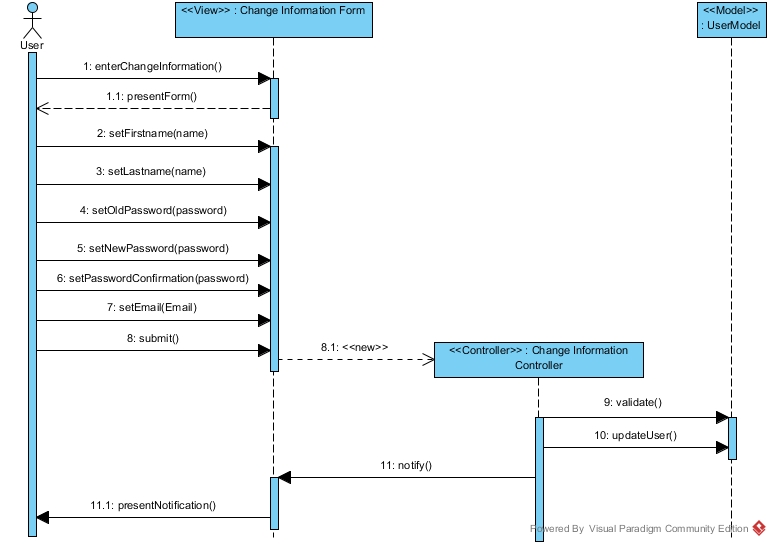 <<View>> : Change Information Form
<<Model>>
: UserModel
User
1: enterChangeInformation()
1.1: presentForm()
2: setFirstname(name)
3: setLastname(name)
4: setOldPassword(password)
5: setNewPassword(password)
6: setPasswordConfirmation(password)
7: setEmail(Email)
8: submit()
8.1: <<new>>
<<Controller>> : Change Information
Controller
9: validate()
10: updateUser()
11: notify()
11.1: presentNotification()
Powered By Visual Paradigm Community Edition